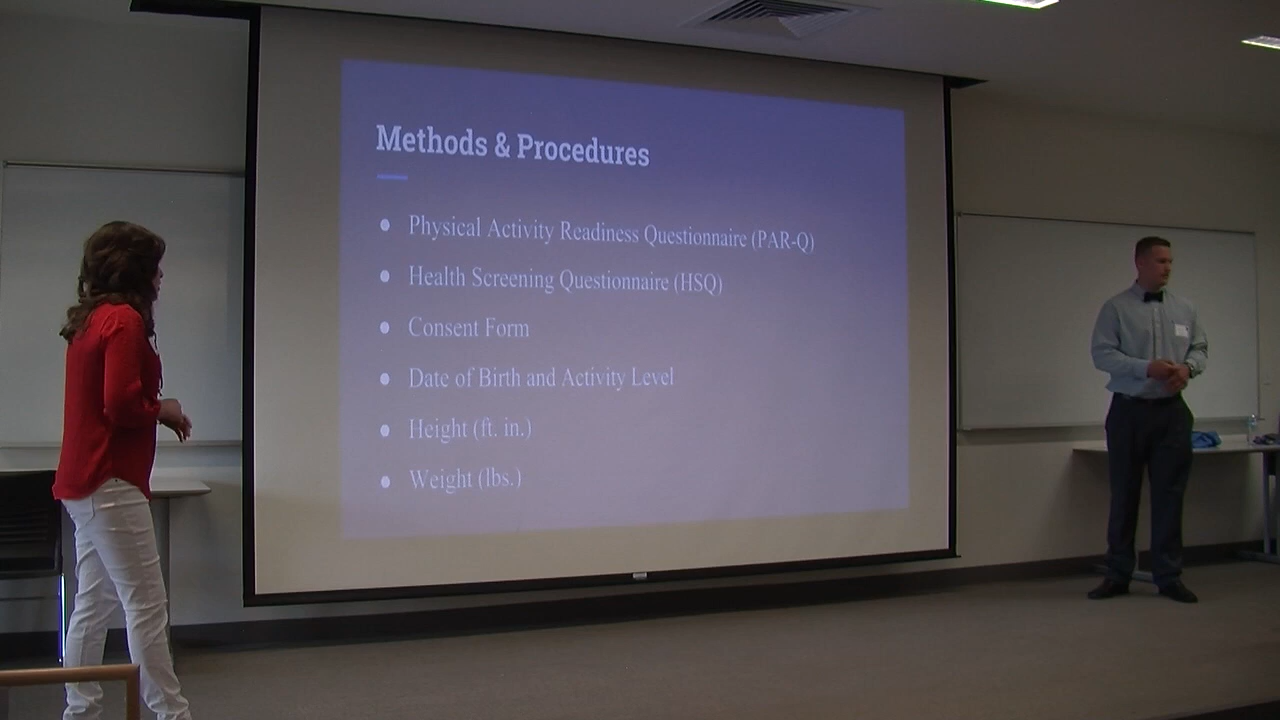 Methods & Procedures
Physical Activity Readiness Questionnaire (PAR-Q)
Health Screening Questionnaire (HSQ)
Consent Form
Date of Birth and Activity Level
Height (ft. in.)
Weight (lbs.)